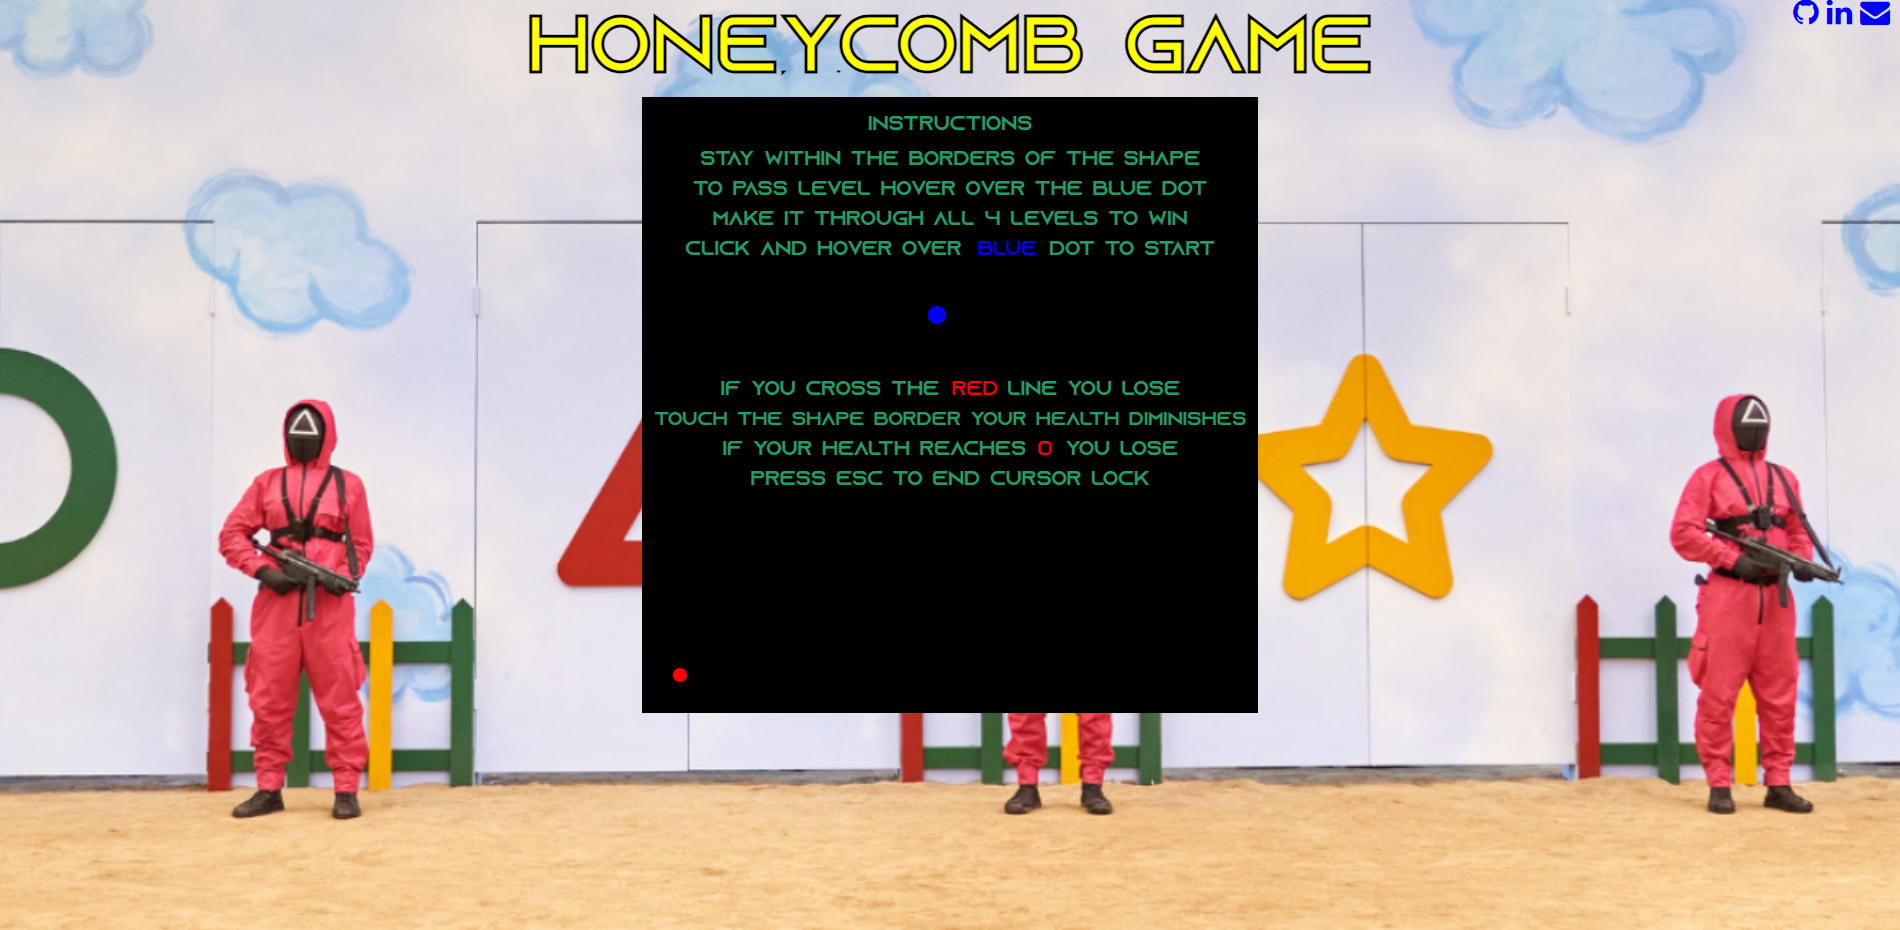 HONEYCOMB GAME
INSTRUCTIONS
STAY WITHIN THE BORDERS OF THE SHAPE
TO PASS LEVEL HOVER OVER THE BLUE DOT
MAKE IT THROUGH ALL 4 LEVELS TO WIN
CLICK AND HOVER OVER BLUE DOT TO START
IF YOU CROSS THE RED LINE YOU LOSE
TOUCH THE SHAPE BORDER YOUR HEALTH DIMINISHES
IF YOUR HEALTH REACHES 0 YOU LOSE
PRESS ESC TO END CURSOR LOCK